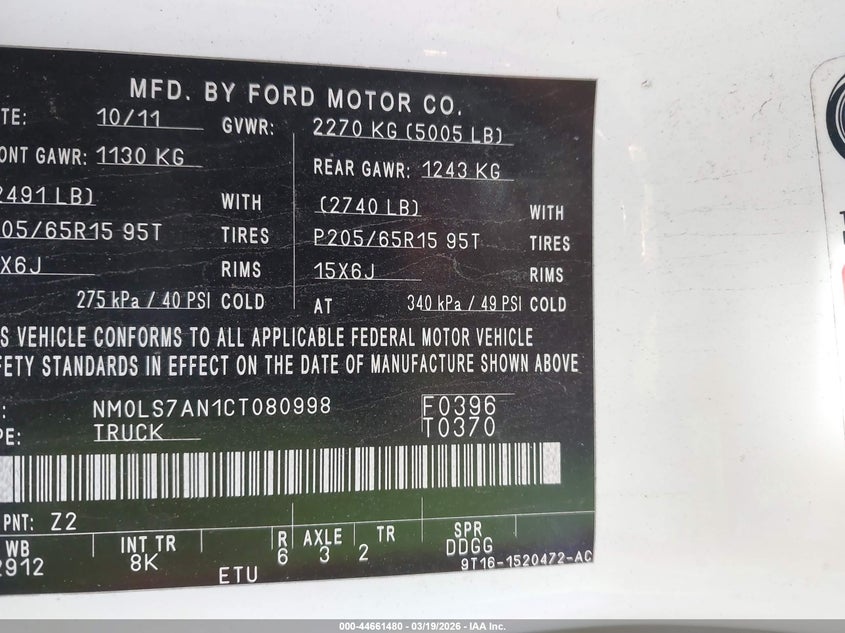 MFD. BY FORD MOTOR CO.
TE: 10/11 GVWR: 2270 KG (5005 LB)
ONT GAWR: 1130 KG REAR GAWR: 1243 KG
2491 LB) WITH (2740 LB) WITH
205/65R15 95T TIRES P205/65R15 95T TIRES
X6J RIMS 15X6J RIMS
275 kPa / 40 PSI COLD AT 340 kPa / 49 PSI COLD
S VEHICLE CONFORMS TO ALL APPLICABLE FEDERAL MOTOR VEHICLE
FETY STANDARDS IN EFFECT ON THE DATE OF MANUFACTURE SHOWN ABOVE
: NM0LS7AN1CT080998 F0396
PE: TRUCK T0370
PNT: Z2
WB INT TR R AXLE TR SPR
2912 8K 6 3 2 DDGG
ETU 9T16-1520472-AC
000-44661480 - 03/19/2026 - IAA Inc.